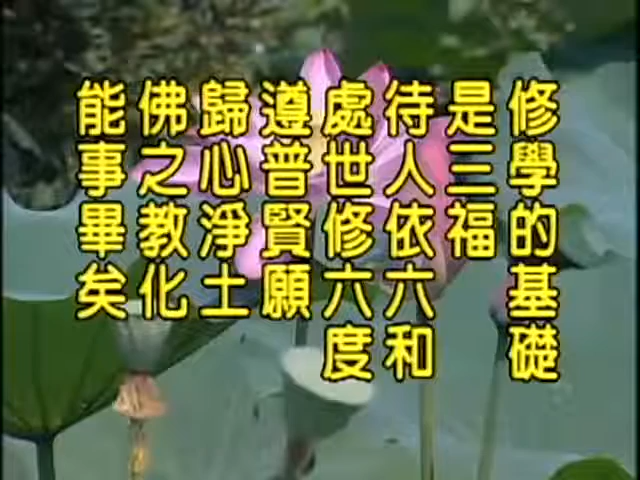 修學的基礎
是三福
待人依六和
處世修六度
遵普賢願
歸心淨土
佛之教化
能事畢矣